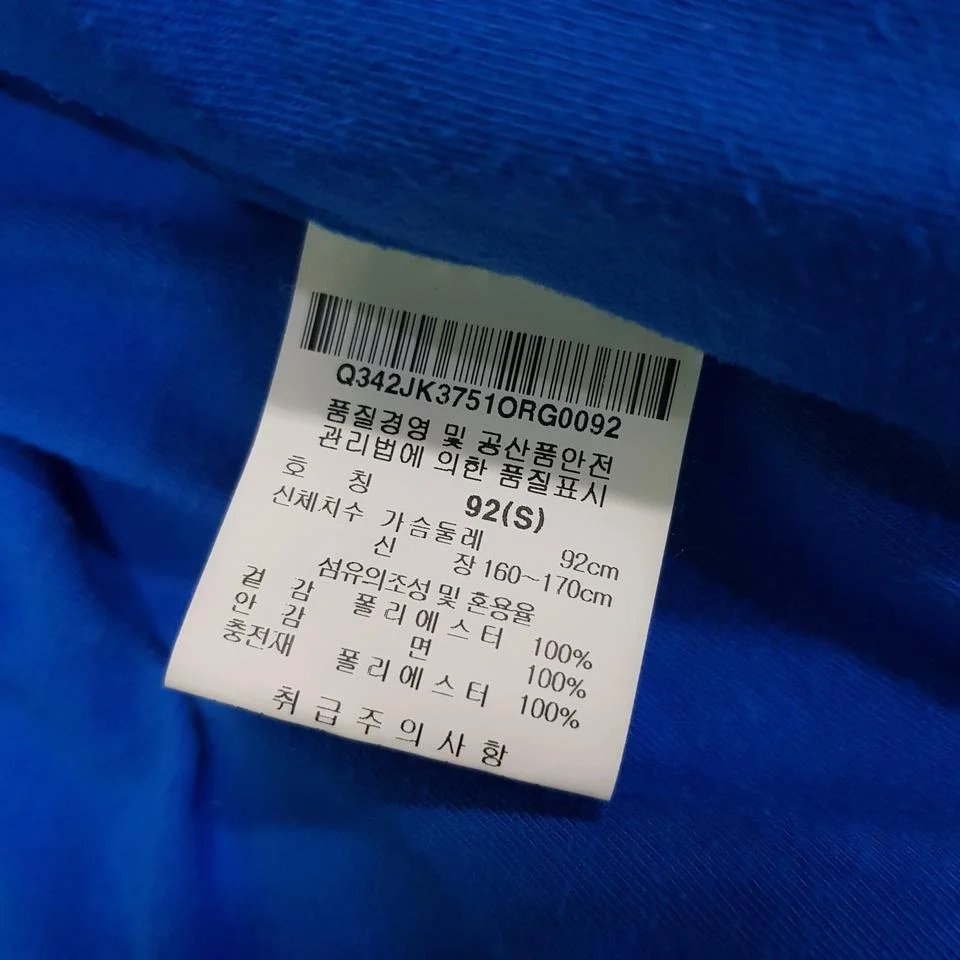 Q342JK3751ORG0092
품질경영 및 공산품안전
관리법에 의한 품질표시
호 칭 92(S)
신체치수 가슴둘레 92cm
신 장 160~170cm
섬유의조성 및 혼용율
겉 감 폴리에스터 100%
안 감 면 100%
충전재 폴리에스터 100%
취급주의사항